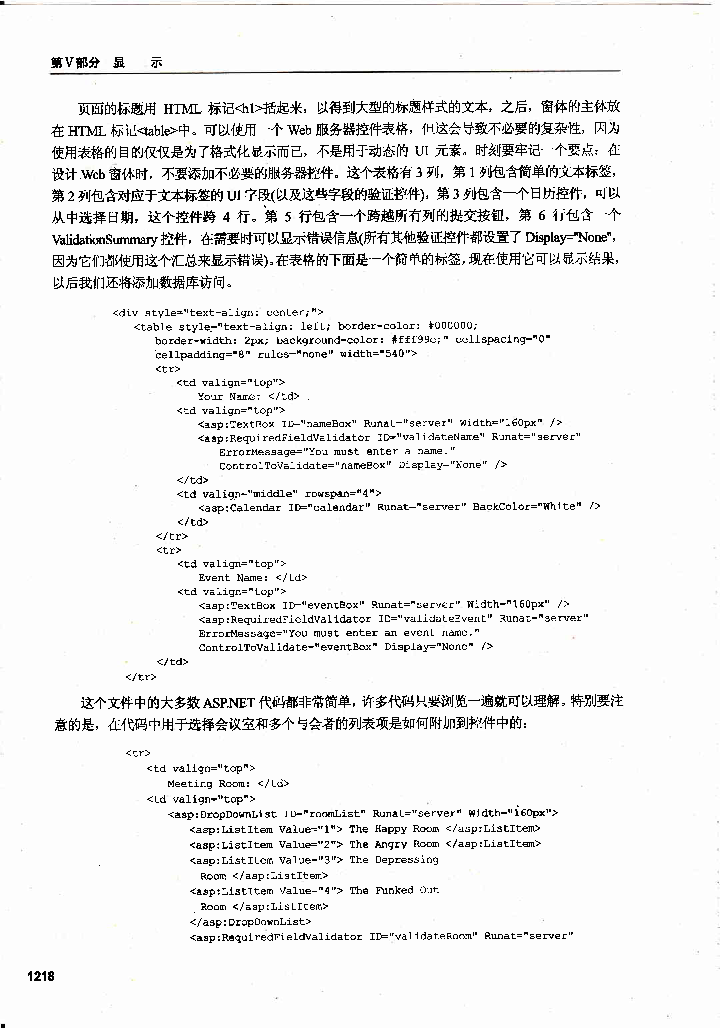 第V部分 显 示
页面的标题用 HTML 标记<h1>括起来，以得到大型的标题样式的文本，之后，窗体的主体放
在 HTML 标记<table>中。可以使用一个 Web 服务器控件表格，但这会导致不必要的复杂性，因为
使用表格的目的仅仅是为了格式化显示而已，不是用于动态的 UI 元素。时刻要牢记一个要点：在
设计 Web 窗体时，不要添加不必要的服务器控件。这个表格有 3 列，第 1 列包含简单的文本标签，
第 2 列包含对应于文本标签的 UI 字段(以及这些字段的验证控件)，第 3 列包含一个日历控件，可以
从中选择日期，这个控件跨 4 行。第 5 行包含一个跨越所有列的提交按钮，第 6 行包含一个
ValidationSummary 控件，在需要时可以显示错误信息(所有其他验证控件都设置了 Display="None"，
因为它们都使用这个汇总来显示错误)。在表格的下面是一个简单的标签，现在使用它可以显示结果，
以后我们还将添加数据库访问。
<div style="text-align: center;">
<table style="text-align: left; border-color: #000000;
border-width: 2px; background-color: #fff99e;" cellspacing="0"
cellpadding="8" rules="none" width="540">
<tr>
<td valign="top">
Your Name: </td>
<td valign="top">
<asp:TextBox ID="nameBox" Runat="server" Width="160px" />
<asp:RequiredFieldValidator ID="validateName" Runat="server"
ErrorMessage="You must enter a name."
ControlToValidate="nameBox" Display="None" />
</td>
<td valign="middle" rowspan="4">
<asp:Calendar ID="calendar" Runat="server" BackColor="White" />
</td>
</tr>
<tr>
<td valign="top">
Event Name: </td>
<td valign="top">
<asp:TextBox ID="eventBox" Runat="server" Width="160px" />
<asp:RequiredFieldValidator ID="validateEvent" Runat="server"
ErrorMessage="You must enter an event name."
ControlToValidate="eventBox" Display="None" />
</td>
</tr>
这个文件中的大多数 ASP.NET 代码都非常简单，许多代码只要浏览一遍就可以理解。特别要注
意的是，在代码中用于选择会议室和多个与会者的列表项是如何附加到控件中的：
<tr>
<td valign="top">
Meeting Room: </td>
<td valign="top">
<asp:DropDownList ID="roomList" Runat="server" Width="160px">
<asp:ListItem Value="1"> The Happy Room </asp:ListItem>
<asp:ListItem Value="2"> The Angry Room </asp:ListItem>
<asp:ListItem Value="3"> The Depressing
Room </asp:ListItem>
<asp:ListItem Value="4"> The Funked Out
Room </asp:ListItem>
</asp:DropDownList>
<asp:RequiredFieldValidator ID="validateRoom" Runat="server"
1218